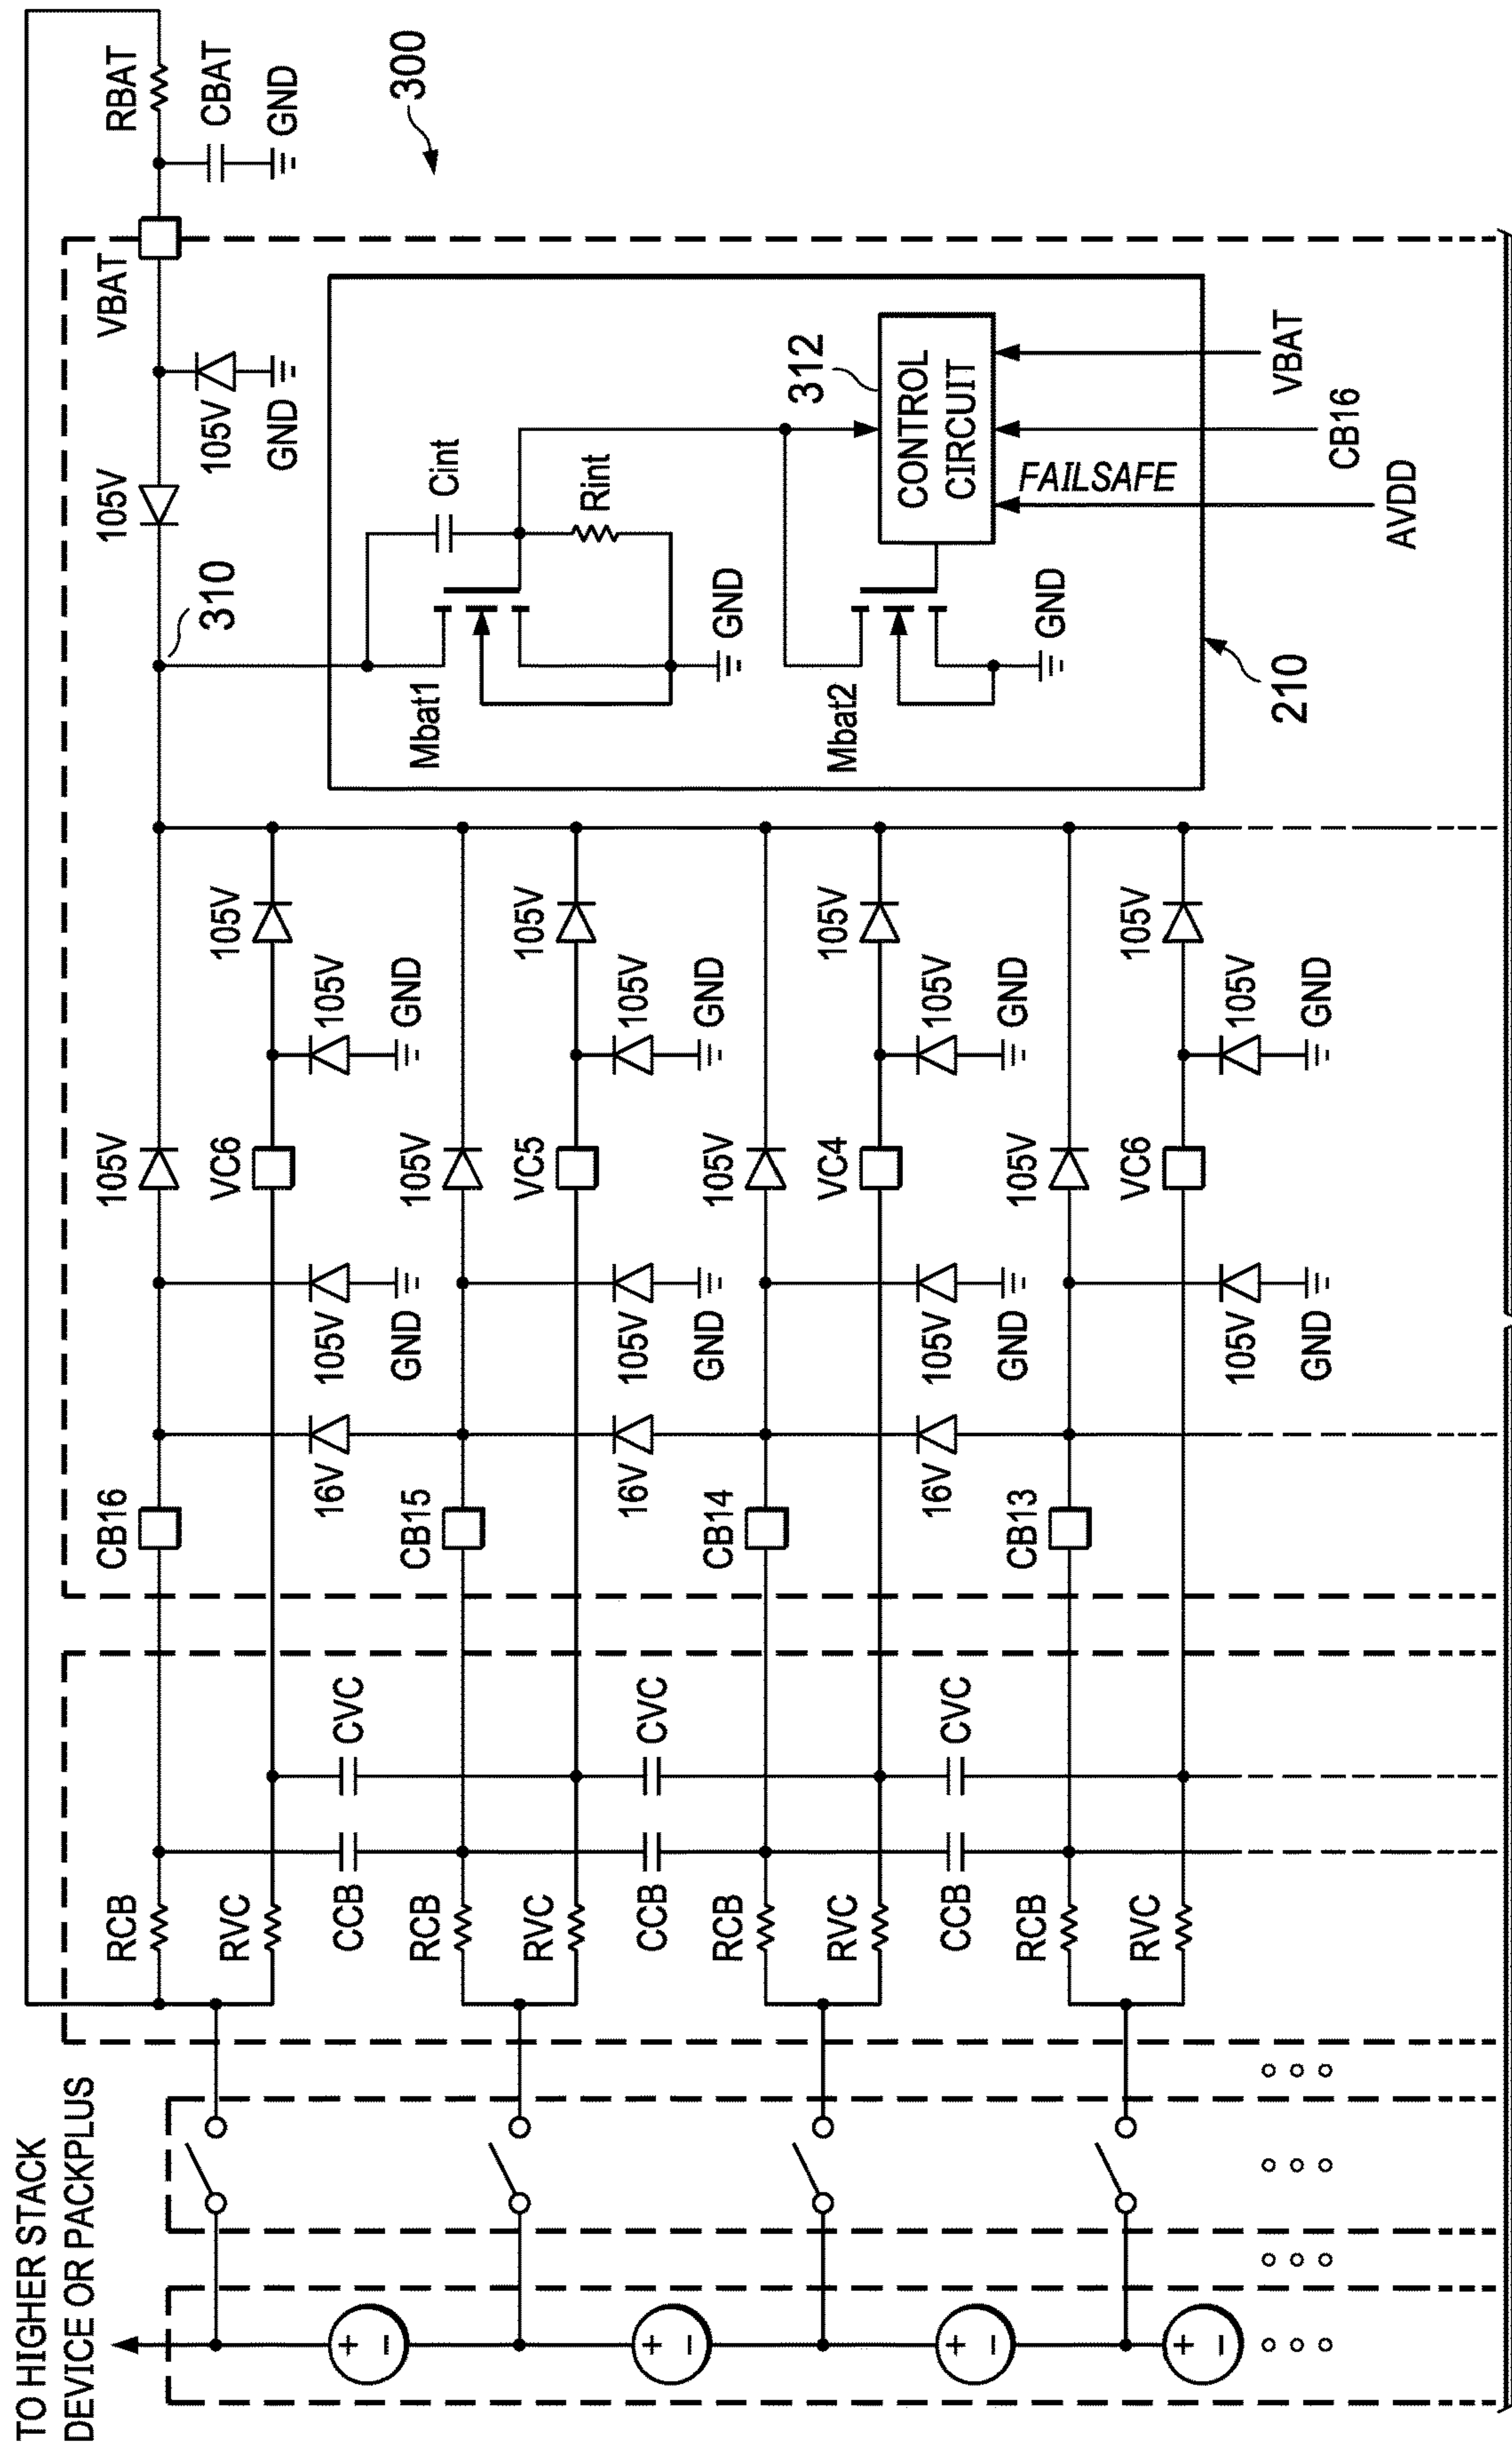 TO HIGHER STACK
DEVICE OR PACKPLUS
+ -
+ -
+ -
+ -
RCB
RVC
CCB
CVC
RCB
RVC
CCB
CVC
RCB
RVC
CCB
CVC
RCB
RVC
CB16
16V
CB15
16V
CB14
16V
CB13
105V
GND
105V
GND
105V
GND
105V
GND
105V
VC6
105V
VC5
105V
VC4
105V
VC6
105V
GND
105V
GND
105V
GND
105V
GND
105V
105V
105V
105V
310
105V
105V
GND
VBAT
RBAT
CBAT
GND
300
Mbat1
Cint
Rint
GND
Mbat2
GND
312
CONTROL
CIRCUIT
FAILSAFE
AVDD
CB16
VBAT
210